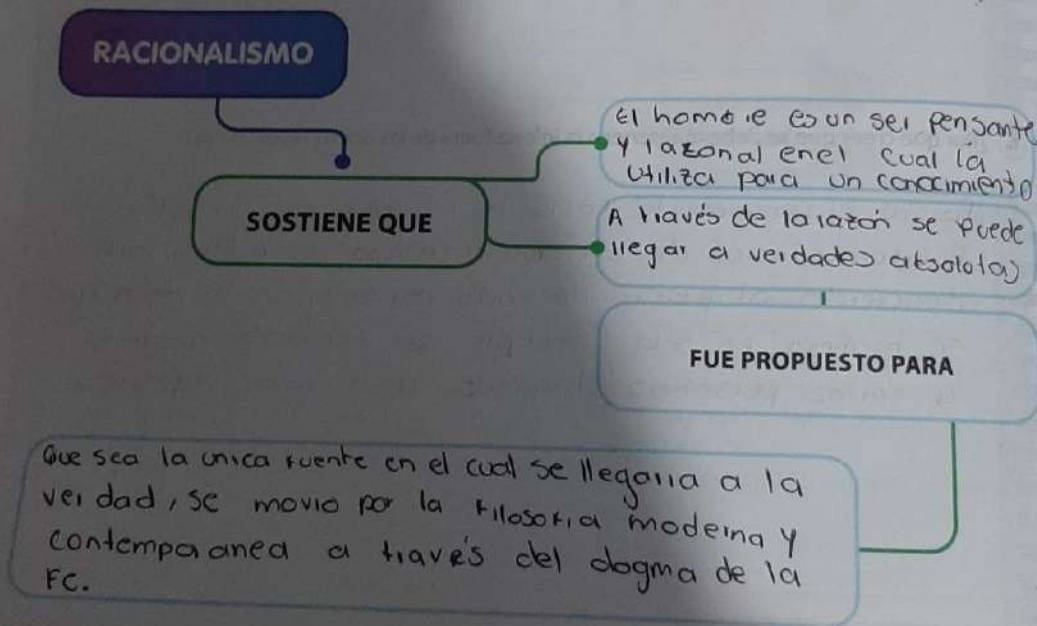 RACIONALISMO
El hombre es un ser pensante
y razonal en el cual la
utiliza para un conocimiento
SOSTIENE QUE
A través de la razón se puede
llegar a verdades absolutas
FUE PROPUESTO PARA
Que sea la unica fuente en el cual se llegaria a la
verdad, se movio por la filosofia moderna y
contemporanea a través del dogma de la
FC.